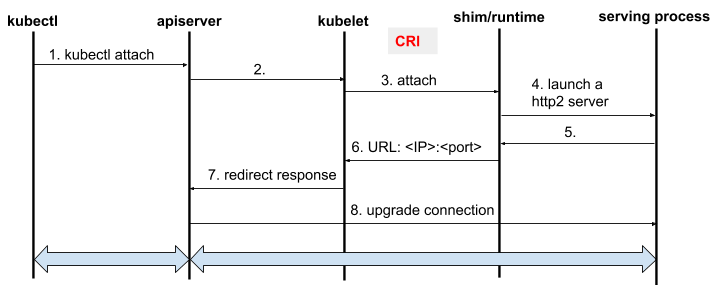 kubectl
apiserver
kubelet
shim/runtime
serving process
CRI
1. kubectl attach
2.
3. attach
4. launch a
http2 server
5.
6. URL: <IP>:<port>
7. redirect response
8. upgrade connection